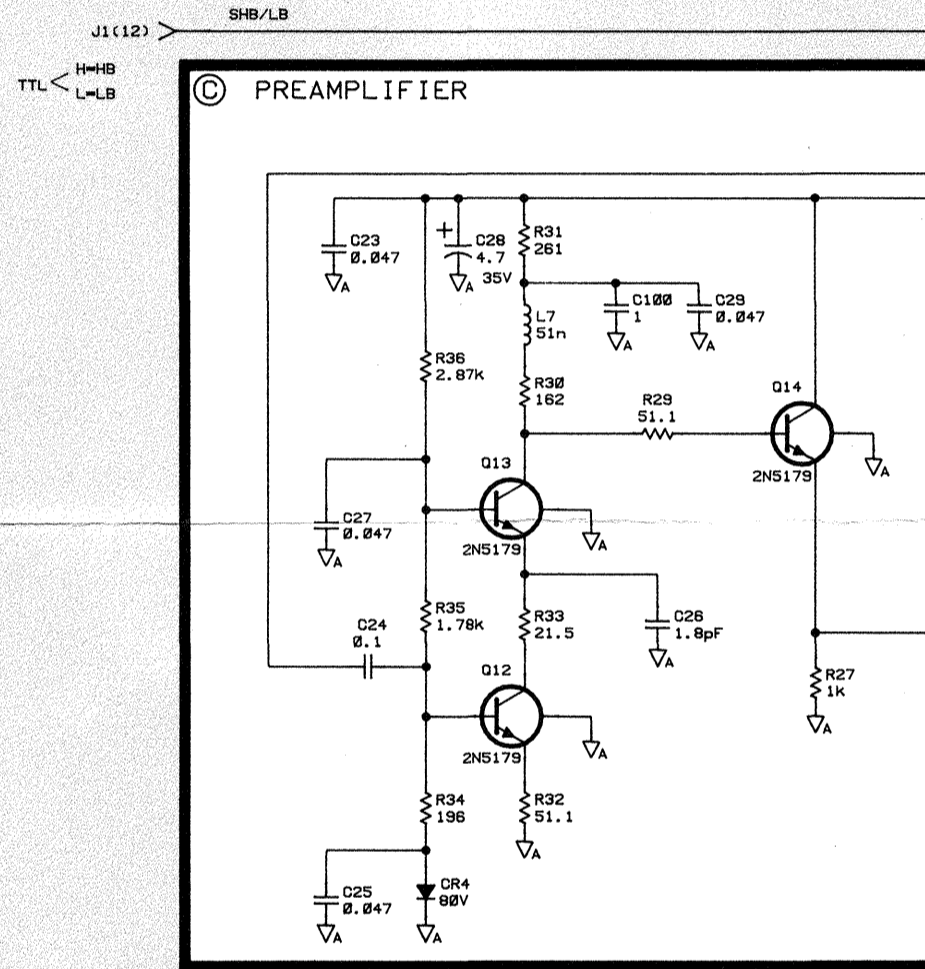 SHB/LB
J1(12)
TTL
H=HB
L=LB
C PREAMPLIFIER
C23
0.047
A
+
C28
4.7
35V
A
R31
261
C100
1
A
C29
0.047
A
L7
51n
R36
2.87k
R30
162
R29
51.1
Q14
2N5179
A
Q13
2N5179
A
C27
0.047
A
R35
1.78k
C24
0.1
R33
21.5
C26
1.8pF
A
Q12
2N5179
A
R27
1k
A
R34
196
R32
51.1
A
C25
0.047
A
CR4
80V
A